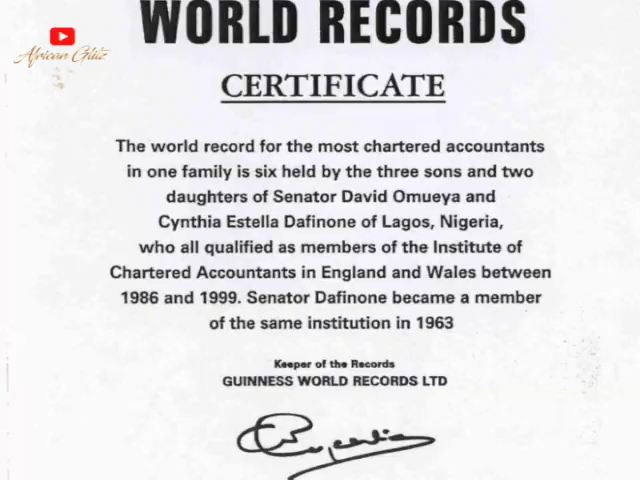 WORLD RECORDS
African Glitz
CERTIFICATE
The world record for the most chartered accountants
in one family is six held by the three sons and two
daughters of Senator David Omueya and
Cynthia Estella Dafinone of Lagos, Nigeria,
who all qualified as members of the Institute of
Chartered Accountants in England and Wales between
1986 and 1999. Senator Dafinone became a member
of the same institution in 1963
Keeper of the Records
GUINNESS WORLD RECORDS LTD